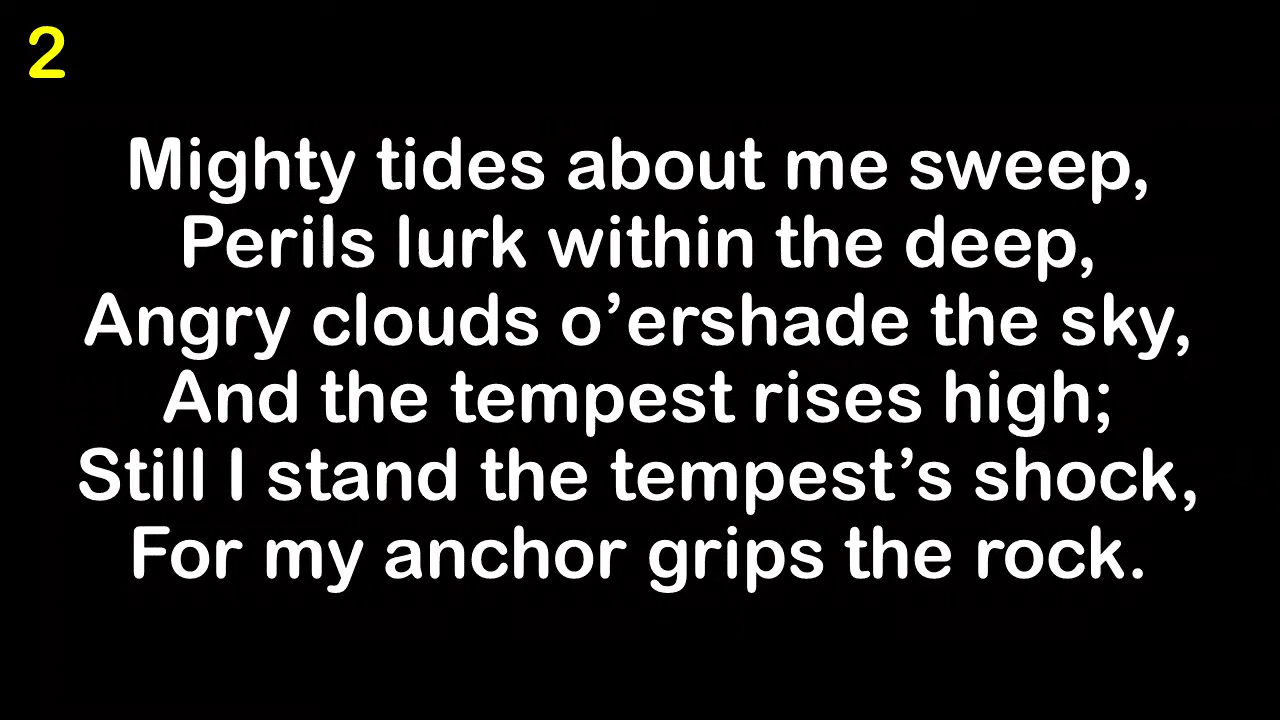 2
Mighty tides about me sweep,
Perils lurk within the deep,
Angry clouds o’ershade the sky,
And the tempest rises high;
Still I stand the tempest’s shock,
For my anchor grips the rock.